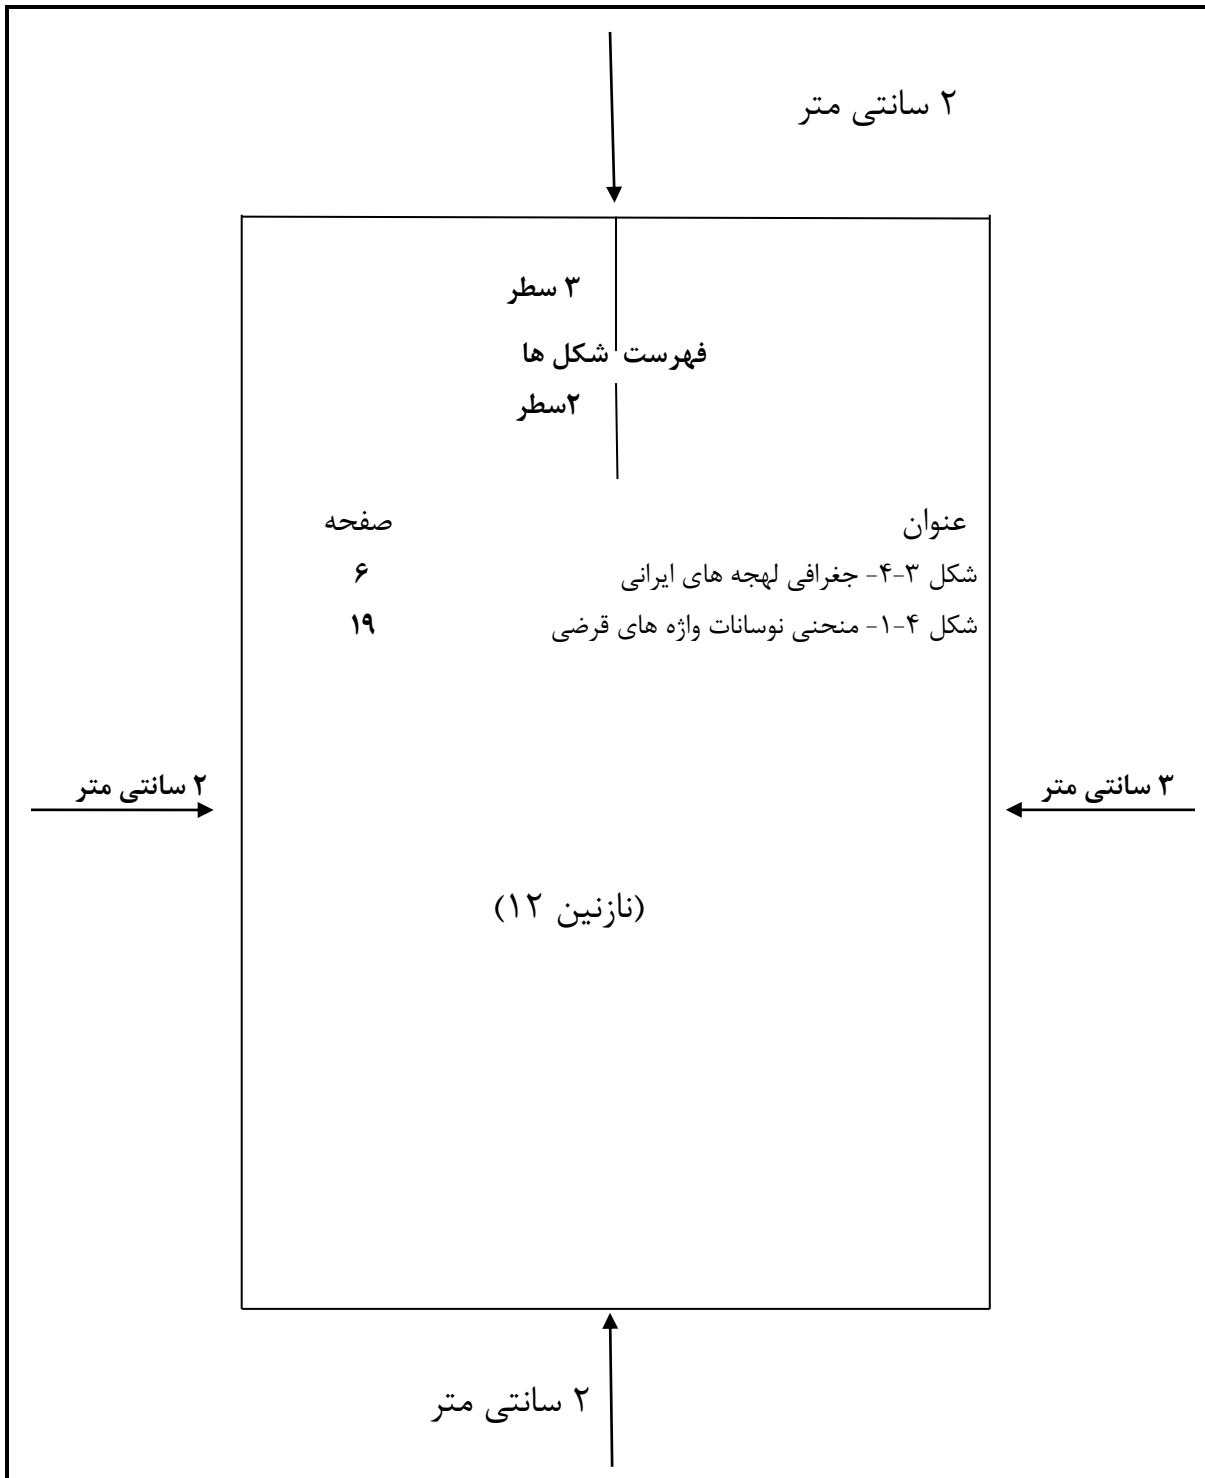 ۲ سانتی متر
۳ سطر
فهرست شکل ها
۲سطر
عنوان صفحه
شکل ۳-۴- جغرافی لهجه های ایرانی ۶
شکل ۴-۱- منحنی نوسانات واژه های قرضی ۱۹
۳ سانتی متر
۲ سانتی متر
(نازنین ۱۲)
۲ سانتی متر